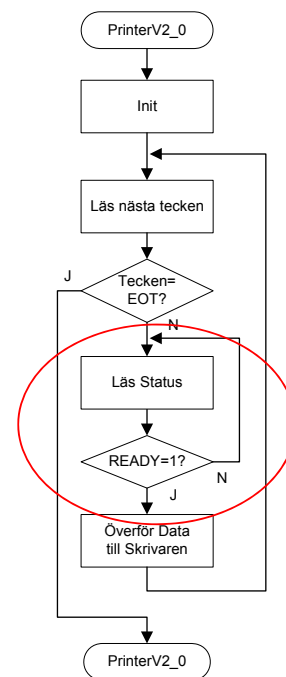 PrinterV2_0
Init
Läs nästa tecken
J
Tecken=
EOT?
N
Läs Status
READY=1?
N
J
Överför Data
till Skrivaren
PrinterV2_0